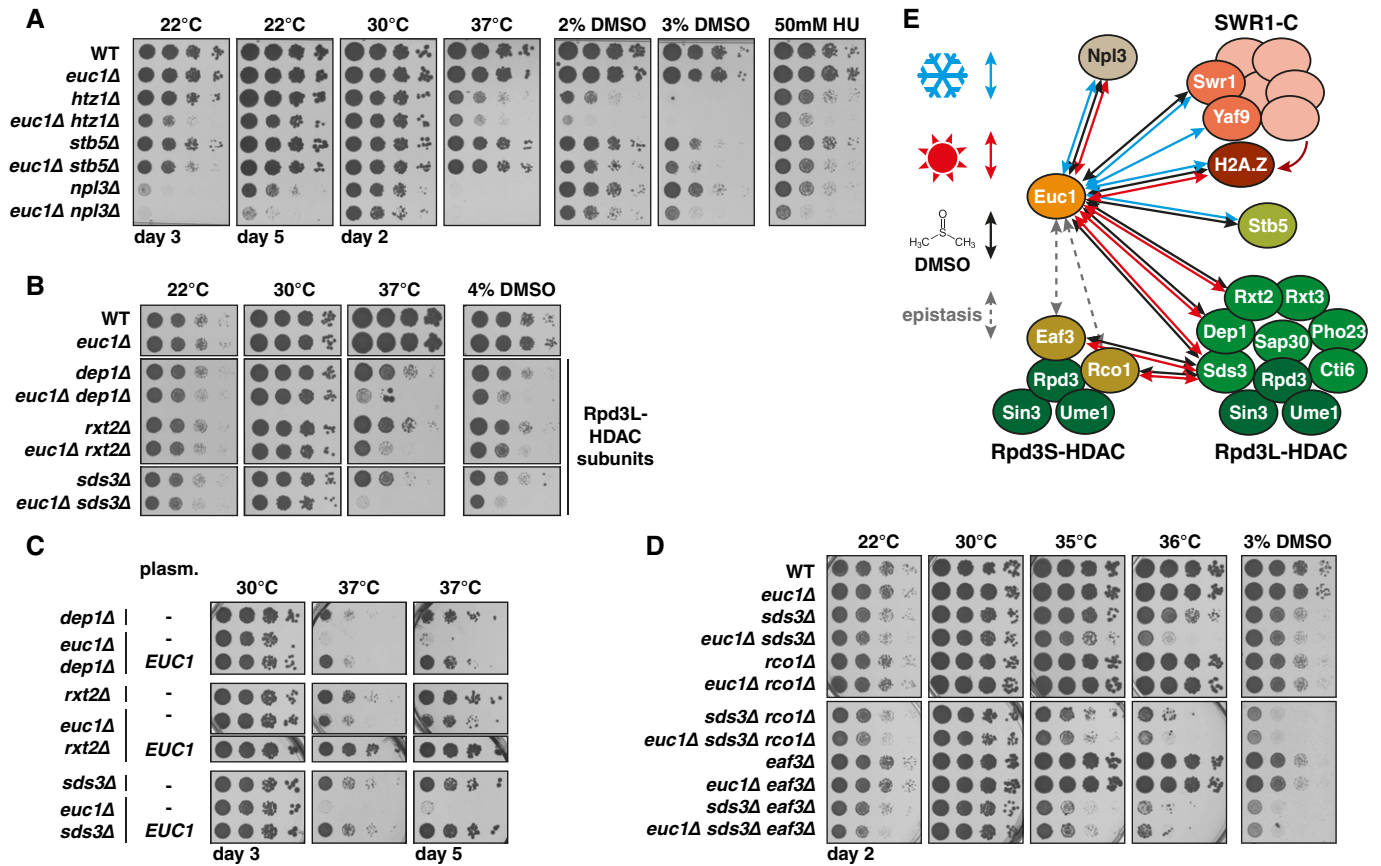 A
22°C 22°C 30°C 37°C 2% DMSO 3% DMSO 50mM HU
WT
euc1Δ
htz1Δ
euc1Δ htz1Δ
stb5Δ
euc1Δ stb5Δ
npl3Δ
euc1Δ npl3Δ
day 3 day 5 day 2
B
22°C 30°C 37°C 4% DMSO
WT
euc1Δ
dep1Δ
euc1Δ dep1Δ
rxt2Δ
euc1Δ rxt2Δ
sds3Δ
euc1Δ sds3Δ
Rpd3L-
HDAC
subunits
C
plasm.
30°C 37°C 37°C
dep1Δ -
euc1Δ -
dep1Δ EUC1
rxt2Δ -
euc1Δ -
rxt2Δ EUC1
sds3Δ -
euc1Δ -
sds3Δ EUC1
day 3 day 5
D
22°C 30°C 35°C 36°C 3% DMSO
WT
euc1Δ
sds3Δ
euc1Δ sds3Δ
rco1Δ
euc1Δ rco1Δ
sds3Δ rco1Δ
euc1Δ sds3Δ rco1Δ
eaf3Δ
euc1Δ eaf3Δ
sds3Δ eaf3Δ
euc1Δ sds3Δ eaf3Δ
day 2
E
SWR1-C
Npl3
Swr1
Yaf9
H2A.Z
Euc1
Stb5
O
S
H₃C CH₃
DMSO
epistasis
Eaf3
Rco1
Rpd3
Sin3 Ume1
Rpd3S-HDAC
Rxt2 Rxt3
Dep1 Sap30 Pho23
Sds3 Rpd3 Cti6
Sin3 Ume1
Rpd3L-HDAC